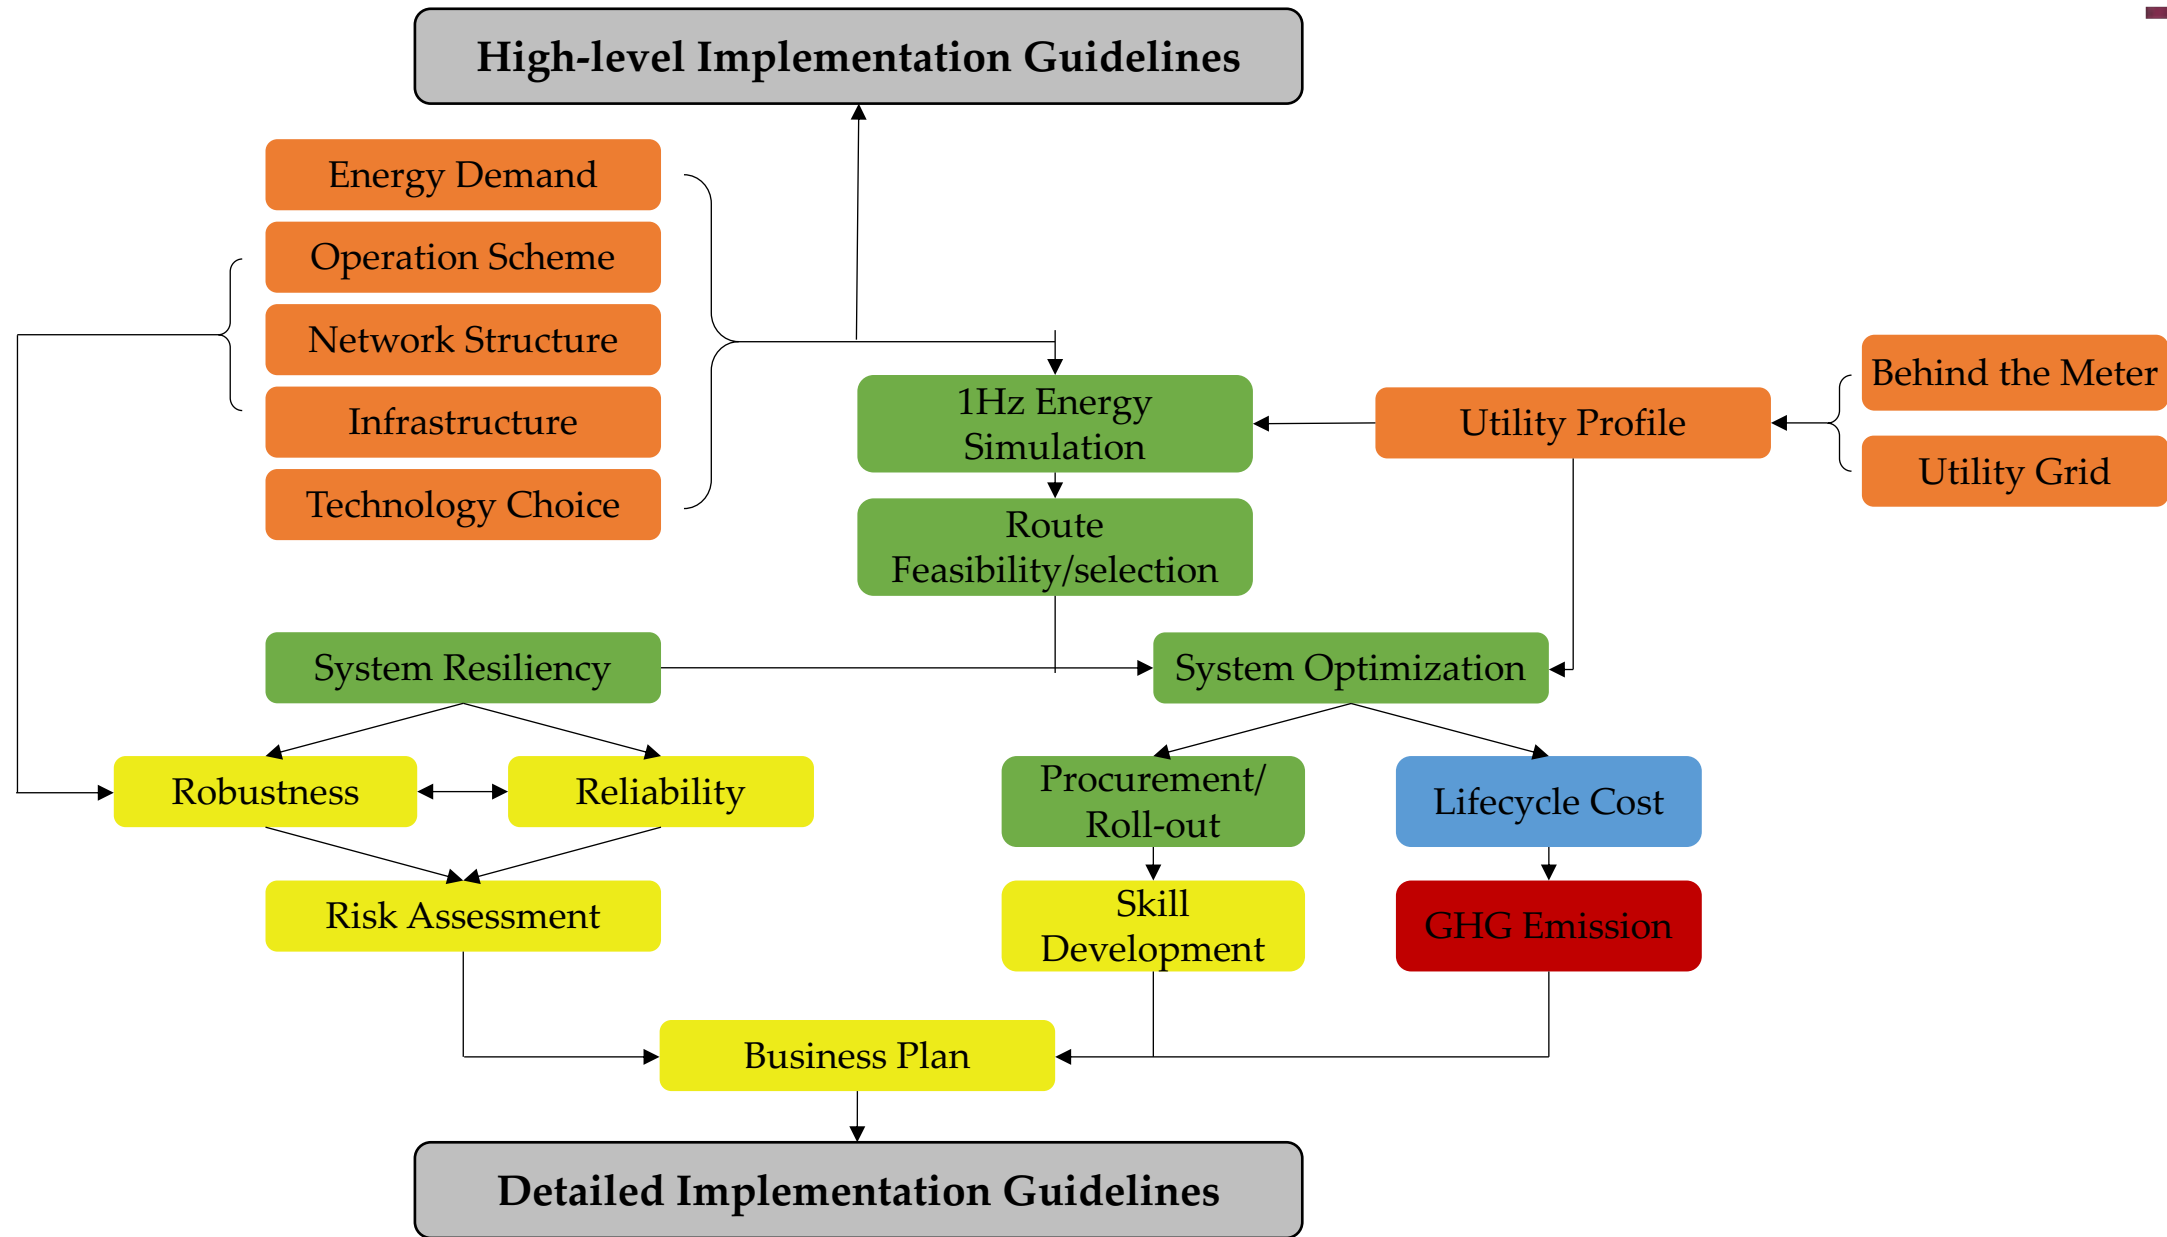 High-level Implementation Guidelines
Energy Demand
Operation Scheme
Network Structure
Infrastructure
Technology Choice
1Hz Energy
Simulation
Utility Profile
Behind the Meter
Utility Grid
Route
Feasibility/selection
System Resiliency
System Optimization
Robustness
Reliability
Procurement/
Roll-out
Lifecycle Cost
Risk Assessment
Skill
Development
GHG Emission
Business Plan
Detailed Implementation Guidelines